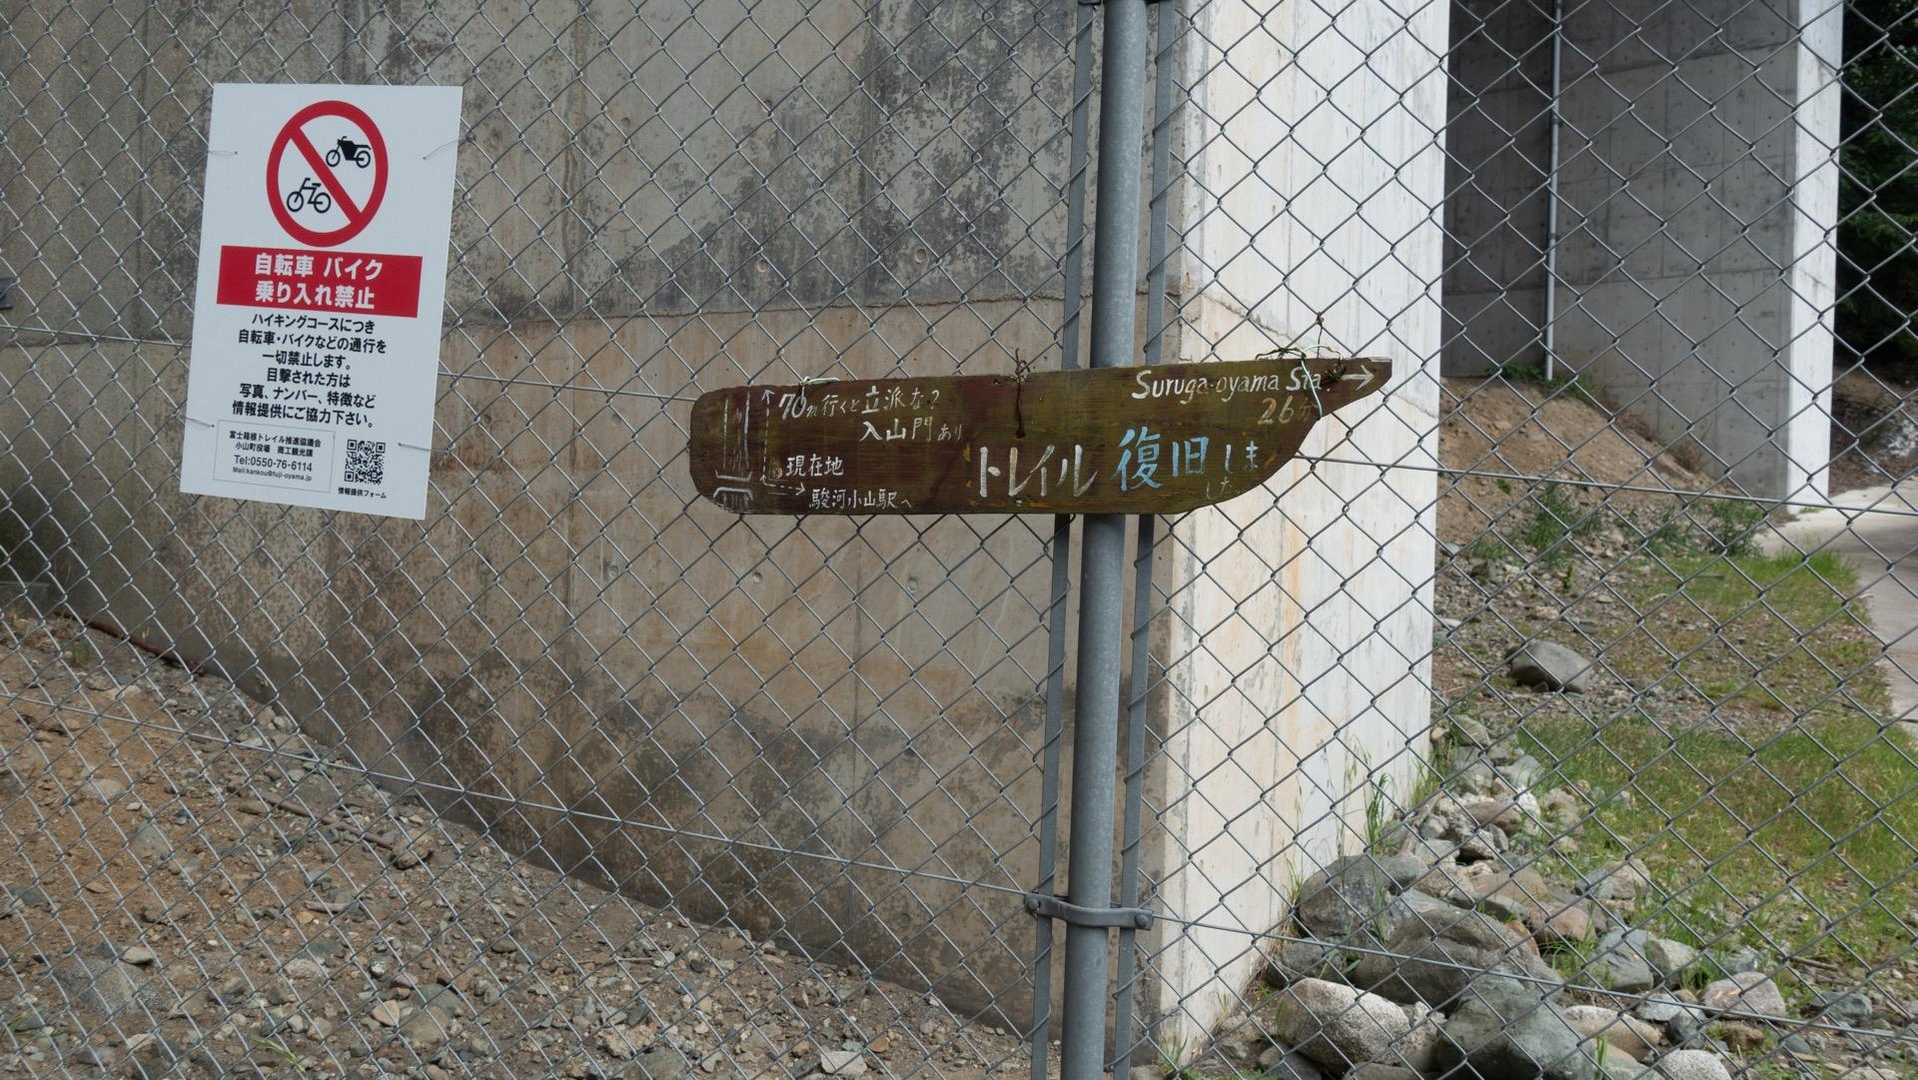 自転車 バイク
乗り入れ禁止
ハイキングコースにつき
自転車・バイクなどの通行を
一切禁止します。
目撃された方は
写真、ナンバー、特徴など
情報提供にご協力下さい。
富士箱根トレイル推進協議会
小山町役場 商工観光課
Tel:0550-76-6114
Mail:kankou@fuji-oyama.jp
情報提供フォーム
70m行くと立派な?
入山門あり
現在地
駿河小山駅へ
Suruga-oyama Sta →
26分
トレイル復旧しま
した